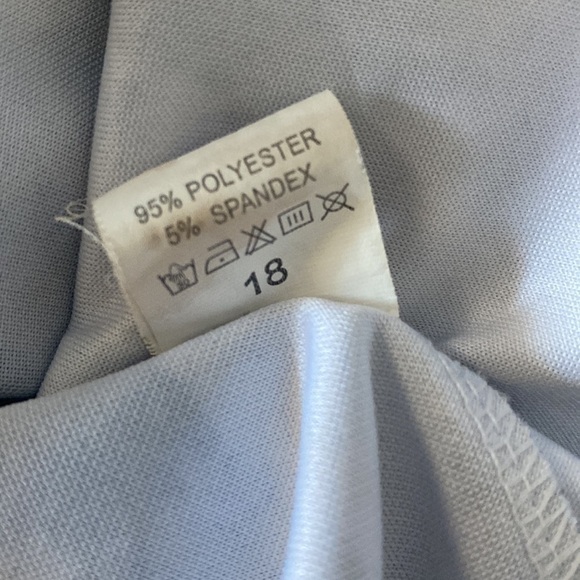 95% POLYESTER
5% SPANDEX
18